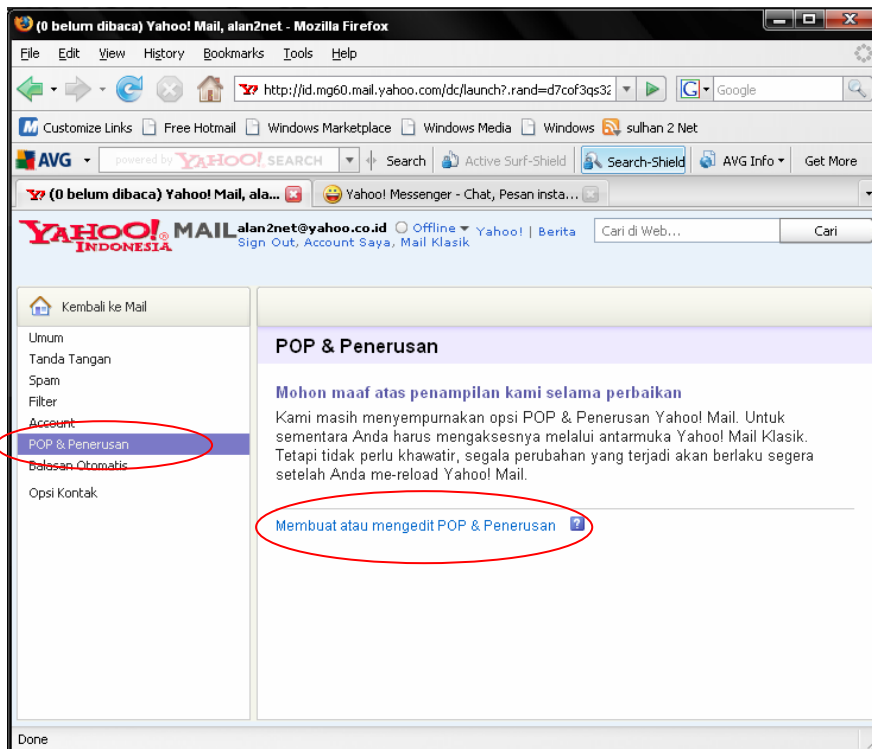 (0 belum dibaca) Yahoo! Mail, alan2net - Mozilla Firefox
File Edit View History Bookmarks Tools Help
http://id.mg60.mail.yahoo.com/dc/launch?.rand=d7cof3qs32 G Google
Customize Links Free Hotmail Windows Marketplace Windows Media Windows sulhan 2 Net
AVG powered by YAHOO! SEARCH Search Active Surf-Shield Search-Shield AVG Info Get More
(0 belum dibaca) Yahoo! Mail, ala... Yahoo! Messenger - Chat, Pesan insta...
YAHOO! MAIL alan2net@yahoo.co.id Offline Yahoo! | Berita Cari di Web... Cari
INDONESIA Sign Out, Account Saya, Mail Klasik
Kembali ke Mail
Umum
Tanda Tangan
Spam
Filter
Account
POP & Penerusan
Balasan Otomatis
Opsi Kontak
POP & Penerusan
Mohon maaf atas penampilan kami selama perbaikan
Kami masih menyempurnakan opsi POP & Penerusan Yahoo! Mail. Untuk
sementara Anda harus mengaksesnya melalui antarmuka Yahoo! Mail Klasik.
Tetapi tidak perlu khawatir, segala perubahan yang terjadi akan berlaku segera
setelah Anda me-reload Yahoo! Mail.
Membuat atau mengedit POP & Penerusan ?
Done